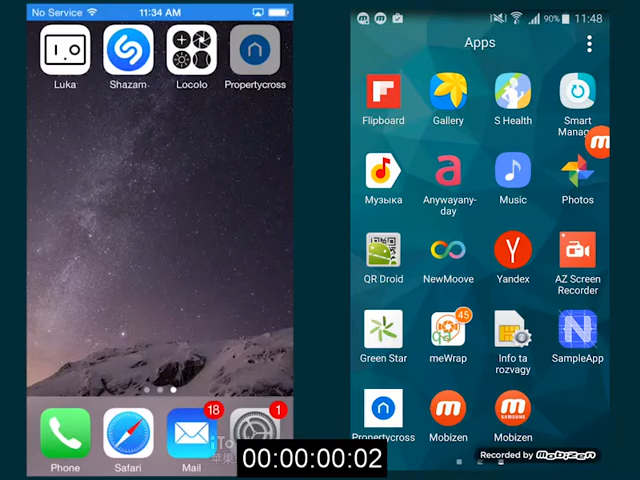 No Service 11:34 AM
Luka Shazam Locolo Propertycross
18 1
Phone Safari Mail
90% 11:48
Apps
Flipboard Gallery S Health Smart
Manag
Музыка Anywayany- Music Photos
day
QR Droid NewMoove Yandex AZ Screen
Recorder
45
Green Star meWrap Info ta SampleApp
rozvagy
SAMSUNG
Propertycross Mobizen Mobizen
Recorded by mobizen
00:00:00:02